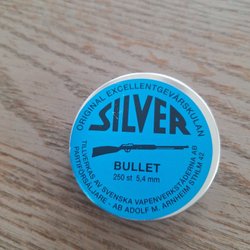 ORIGINAL EXCELLENTGEVÄRSKULAN
SILVER
BULLET
250 st 5,4 mm
TILLVERKAS AV SVENSKA VAPENVERKSTÄDERNA AB
PARTIFÖRSÄLJARE - AB ADOLF M. ARNHEIM STHLM 42